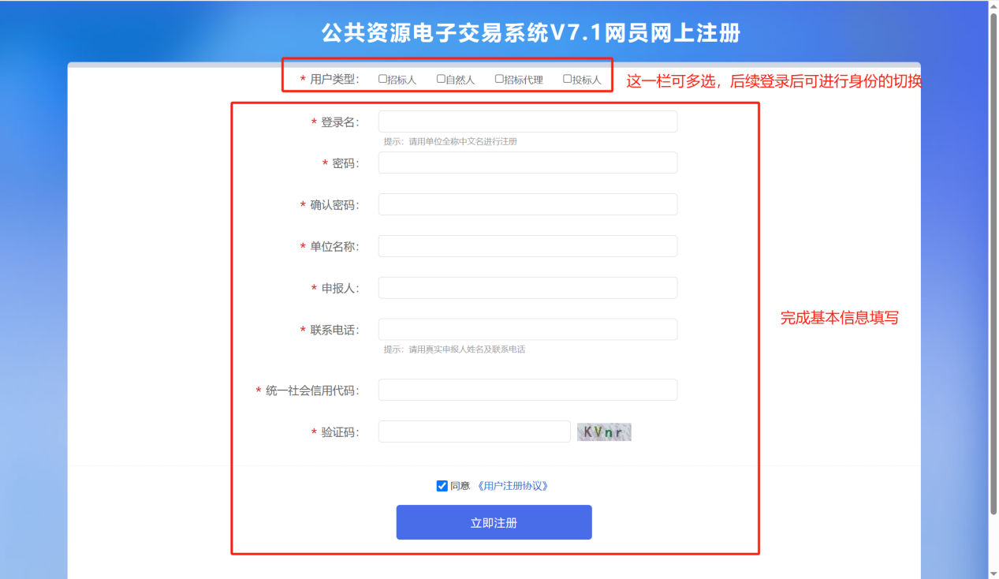 公共资源电子交易系统V7.1网员网上注册
* 用户类型： 招标人 自然人 招标代理 投标人 这一栏可多选，后续登录后可进行身份的切换
* 登录名：
提示：请用单位全称中文名进行注册
* 密码：
* 确认密码：
* 单位名称：
* 申报人：
完成基本信息填写
* 联系电话：
提示：请用真实申报人姓名及联系电话
* 统一社会信用代码：
* 验证码： KVnr
同意 《用户注册协议》
立即注册